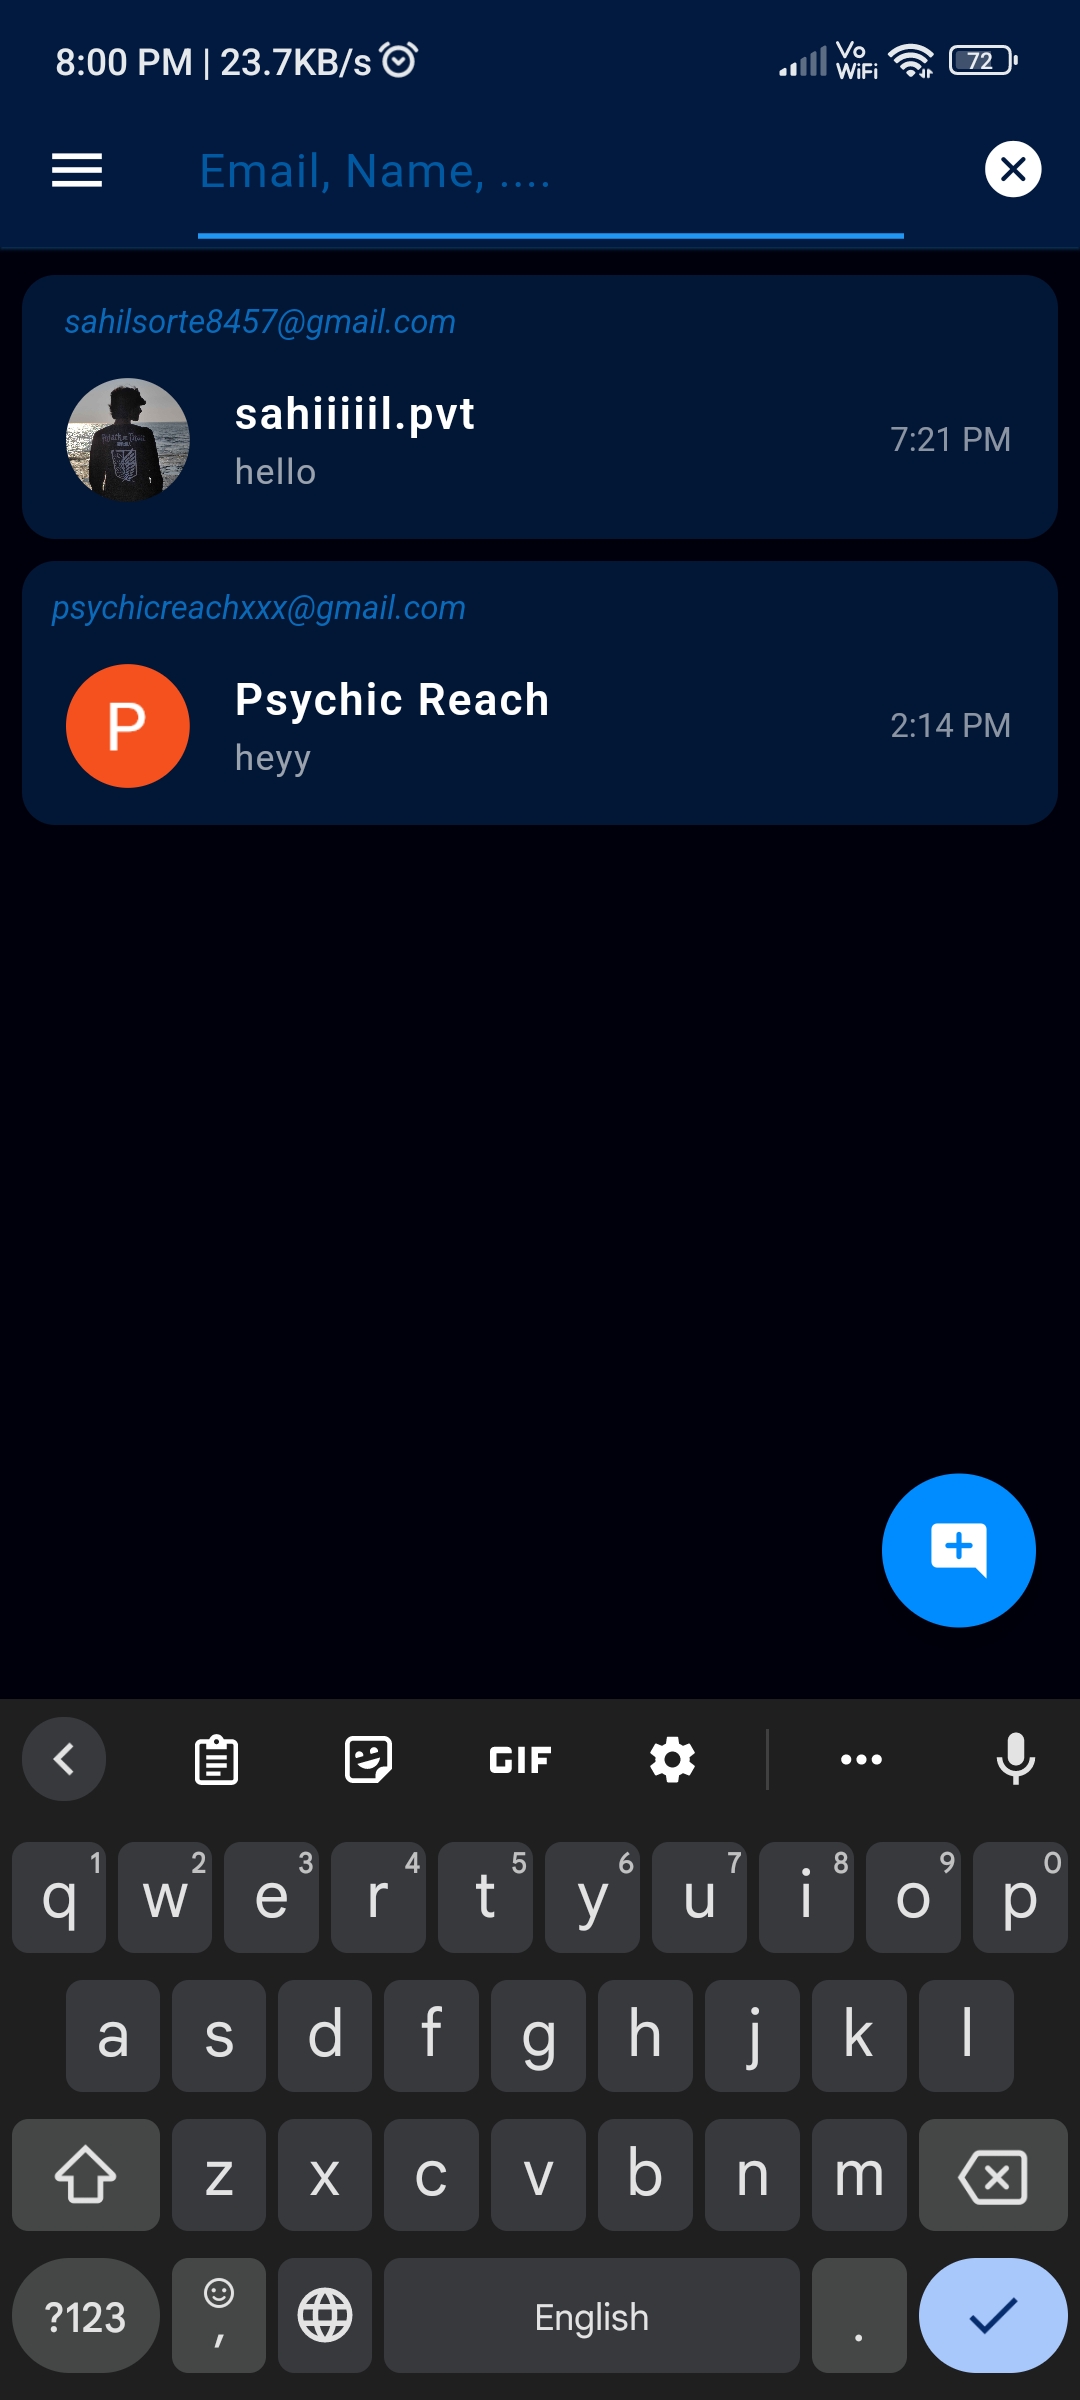 8:00 PM | 23.7KB/s Vo WiFi 72
Email, Name, ....
sahilsorte8457@gmail.com
sahiiiiil.pvt
hello
7:21 PM
psychicreachxxx@gmail.com
P
Psychic Reach
heyy
2:14 PM
GIF
q 1 w 2 e 3 r 4 t 5 y 6 u 7 i 8 o 9 p 0
a s d f g h j k l
z x c v b n m
?123 , English .